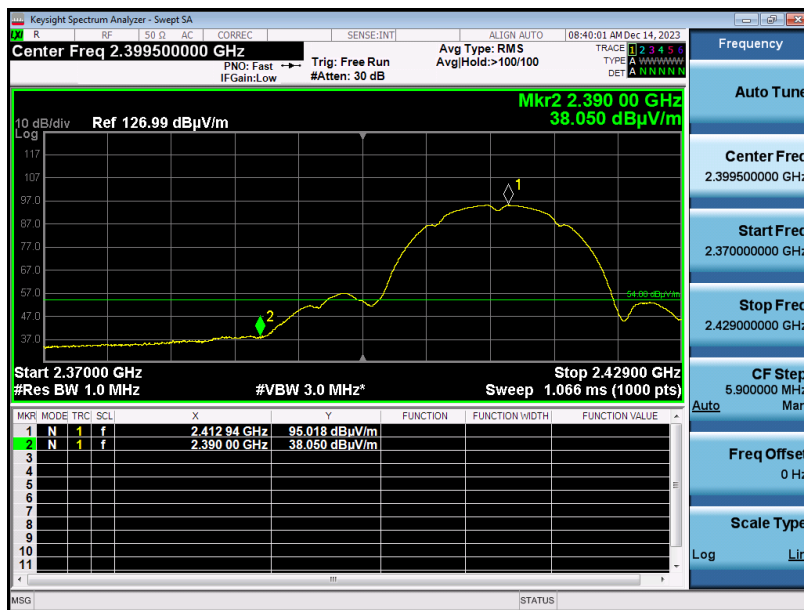 Keysight Spectrum Analyzer - Swept SA
LXI R RF 50 Ω AC CORREC SENSE:INT ALIGN AUTO 08:40:01 AM Dec 14, 2023
Center Freq 2.399500000 GHz
PNO: Fast
IFGain:Low
Trig: Free Run
#Atten: 30 dB
Avg Type: RMS
Avg|Hold:>100/100
TRACE 1 2 3 4 5 6
TYPE A W W W W W
DET A N N N N N
Mkr2 2.390 00 GHz
38.050 dBµV/m
10 dB/div Ref 126.99 dBµV/m
Log
117
107
97.0
87.0
77.0
67.0
57.0
47.0
37.0
1
2
54.00 dBµV/m
Start 2.37000 GHz Stop 2.42900 GHz
#Res BW 1.0 MHz #VBW 3.0 MHz* Sweep 1.066 ms (1000 pts)
MKR MODE TRC SCL X Y FUNCTION FUNCTION WIDTH FUNCTION VALUE
1 N 1 f 2.412 94 GHz 95.018 dBµV/m
2 N 1 f 2.390 00 GHz 38.050 dBµV/m
3
4
5
6
7
8
9
10
11
MSG STATUS
Frequency
Auto Tune
Center Freq
2.399500000 GHz
Start Freq
2.370000000 GHz
Stop Freq
2.429000000 GHz
CF Step
5.900000 MHz
Auto Man
Freq Offset
0 Hz
Scale Type
Log Lin